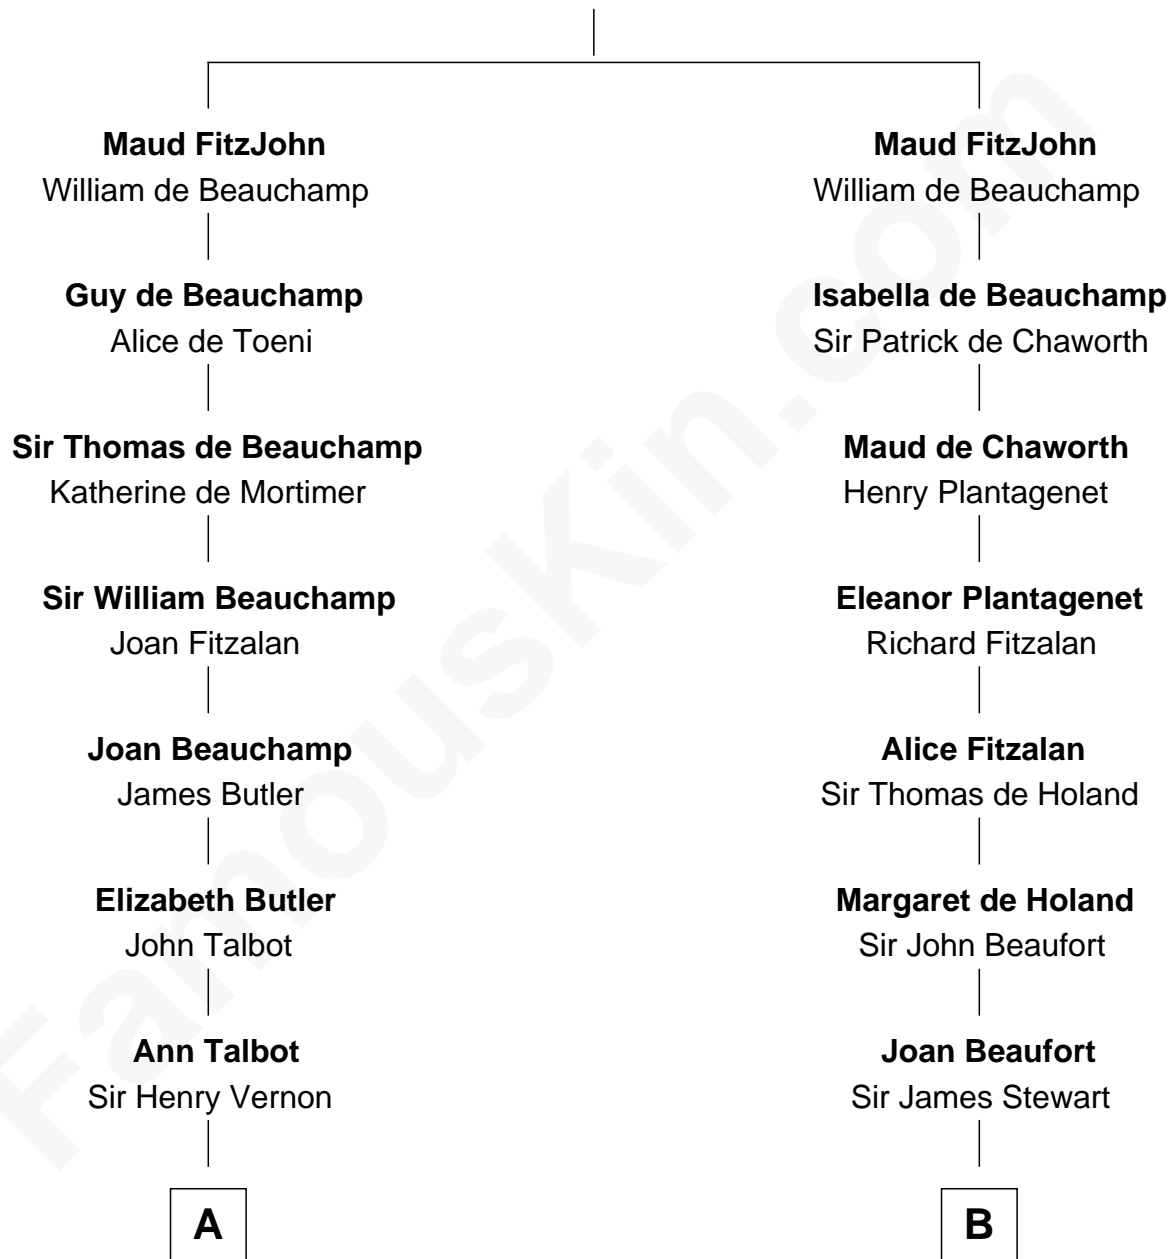 Maud FitzJohn
William de Beauchamp
Guy de Beauchamp
Alice de Toeni
Sir Thomas de Beauchamp
Katherine de Mortimer
Sir William Beauchamp
Joan Fitzalan
Joan Beauchamp
James Butler
Elizabeth Butler
John Talbot
Ann Talbot
Sir Henry Vernon
A
Maud FitzJohn
William de Beauchamp
Isabella de Beauchamp
Sir Patrick de Chaworth
Maud de Chaworth
Henry Plantagenet
Eleanor Plantagenet
Richard Fitzalan
Alice Fitzalan
Sir Thomas de Holand
Margaret de Holand
Sir John Beaufort
Joan Beaufort
Sir James Stewart
B
FamousKin.com